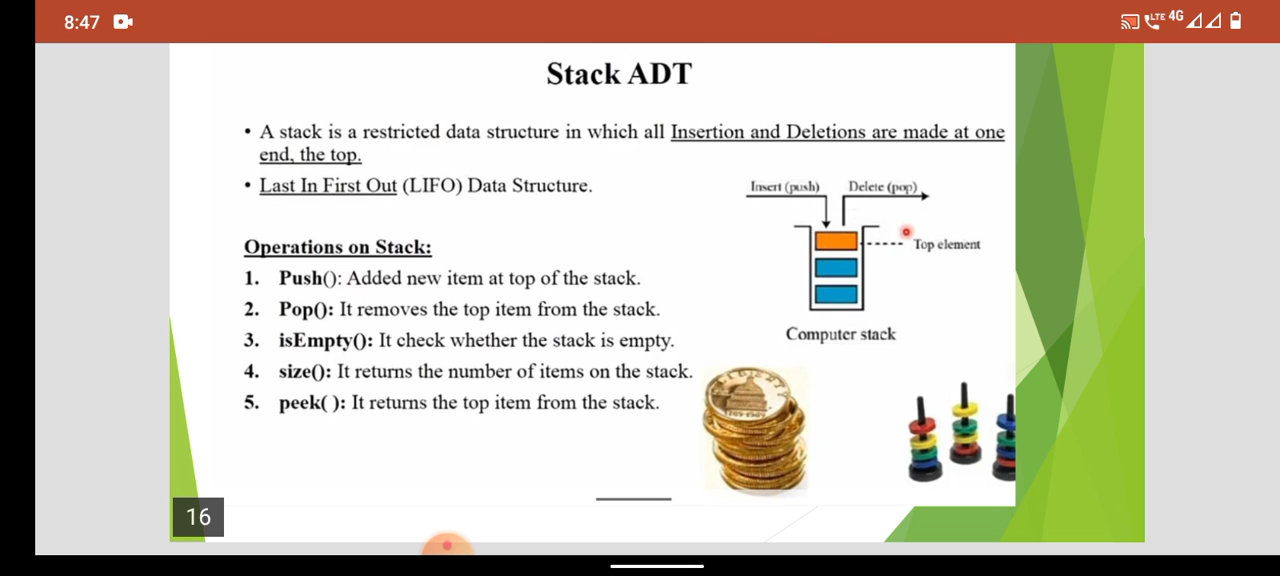 8:47
LTE 4G
Stack ADT
• A stack is a restricted data structure in which all Insertion and Deletions are made at one
end, the top.
• Last In First Out (LIFO) Data Structure.
Insert (push) Delete (pop)
Top element
Computer stack
Operations on Stack:
1. Push(): Added new item at top of the stack.
2. Pop(): It removes the top item from the stack.
3. isEmpty(): It check whether the stack is empty.
4. size(): It returns the number of items on the stack.
5. peek( ): It returns the top item from the stack.
16